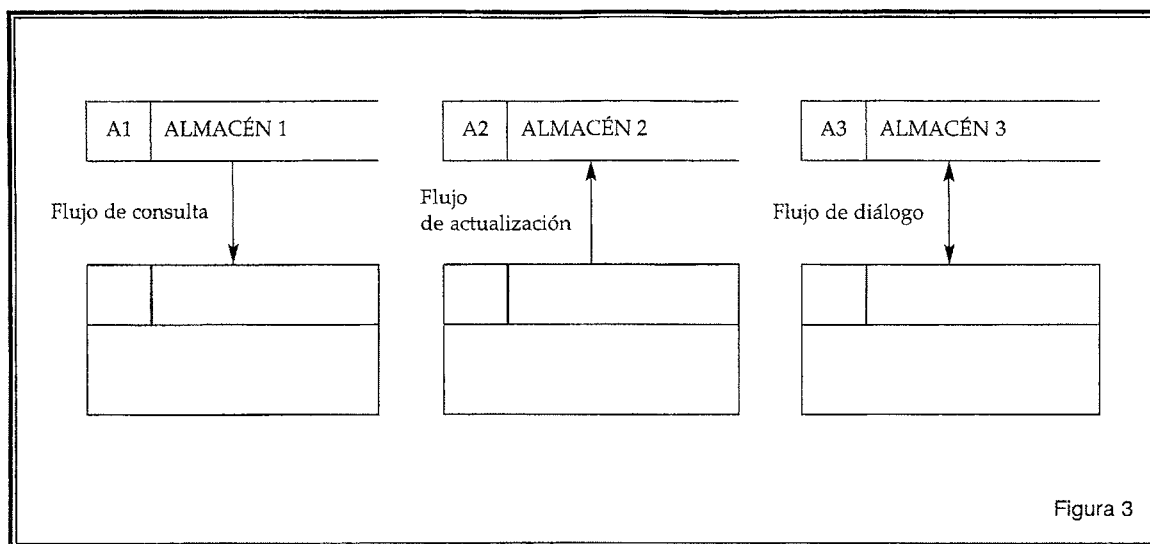 A1 ALMACÉN 1
A2 ALMACÉN 2
A3 ALMACÉN 3
Flujo de consulta
Flujo
de actualización
Flujo de diálogo
Figura 3